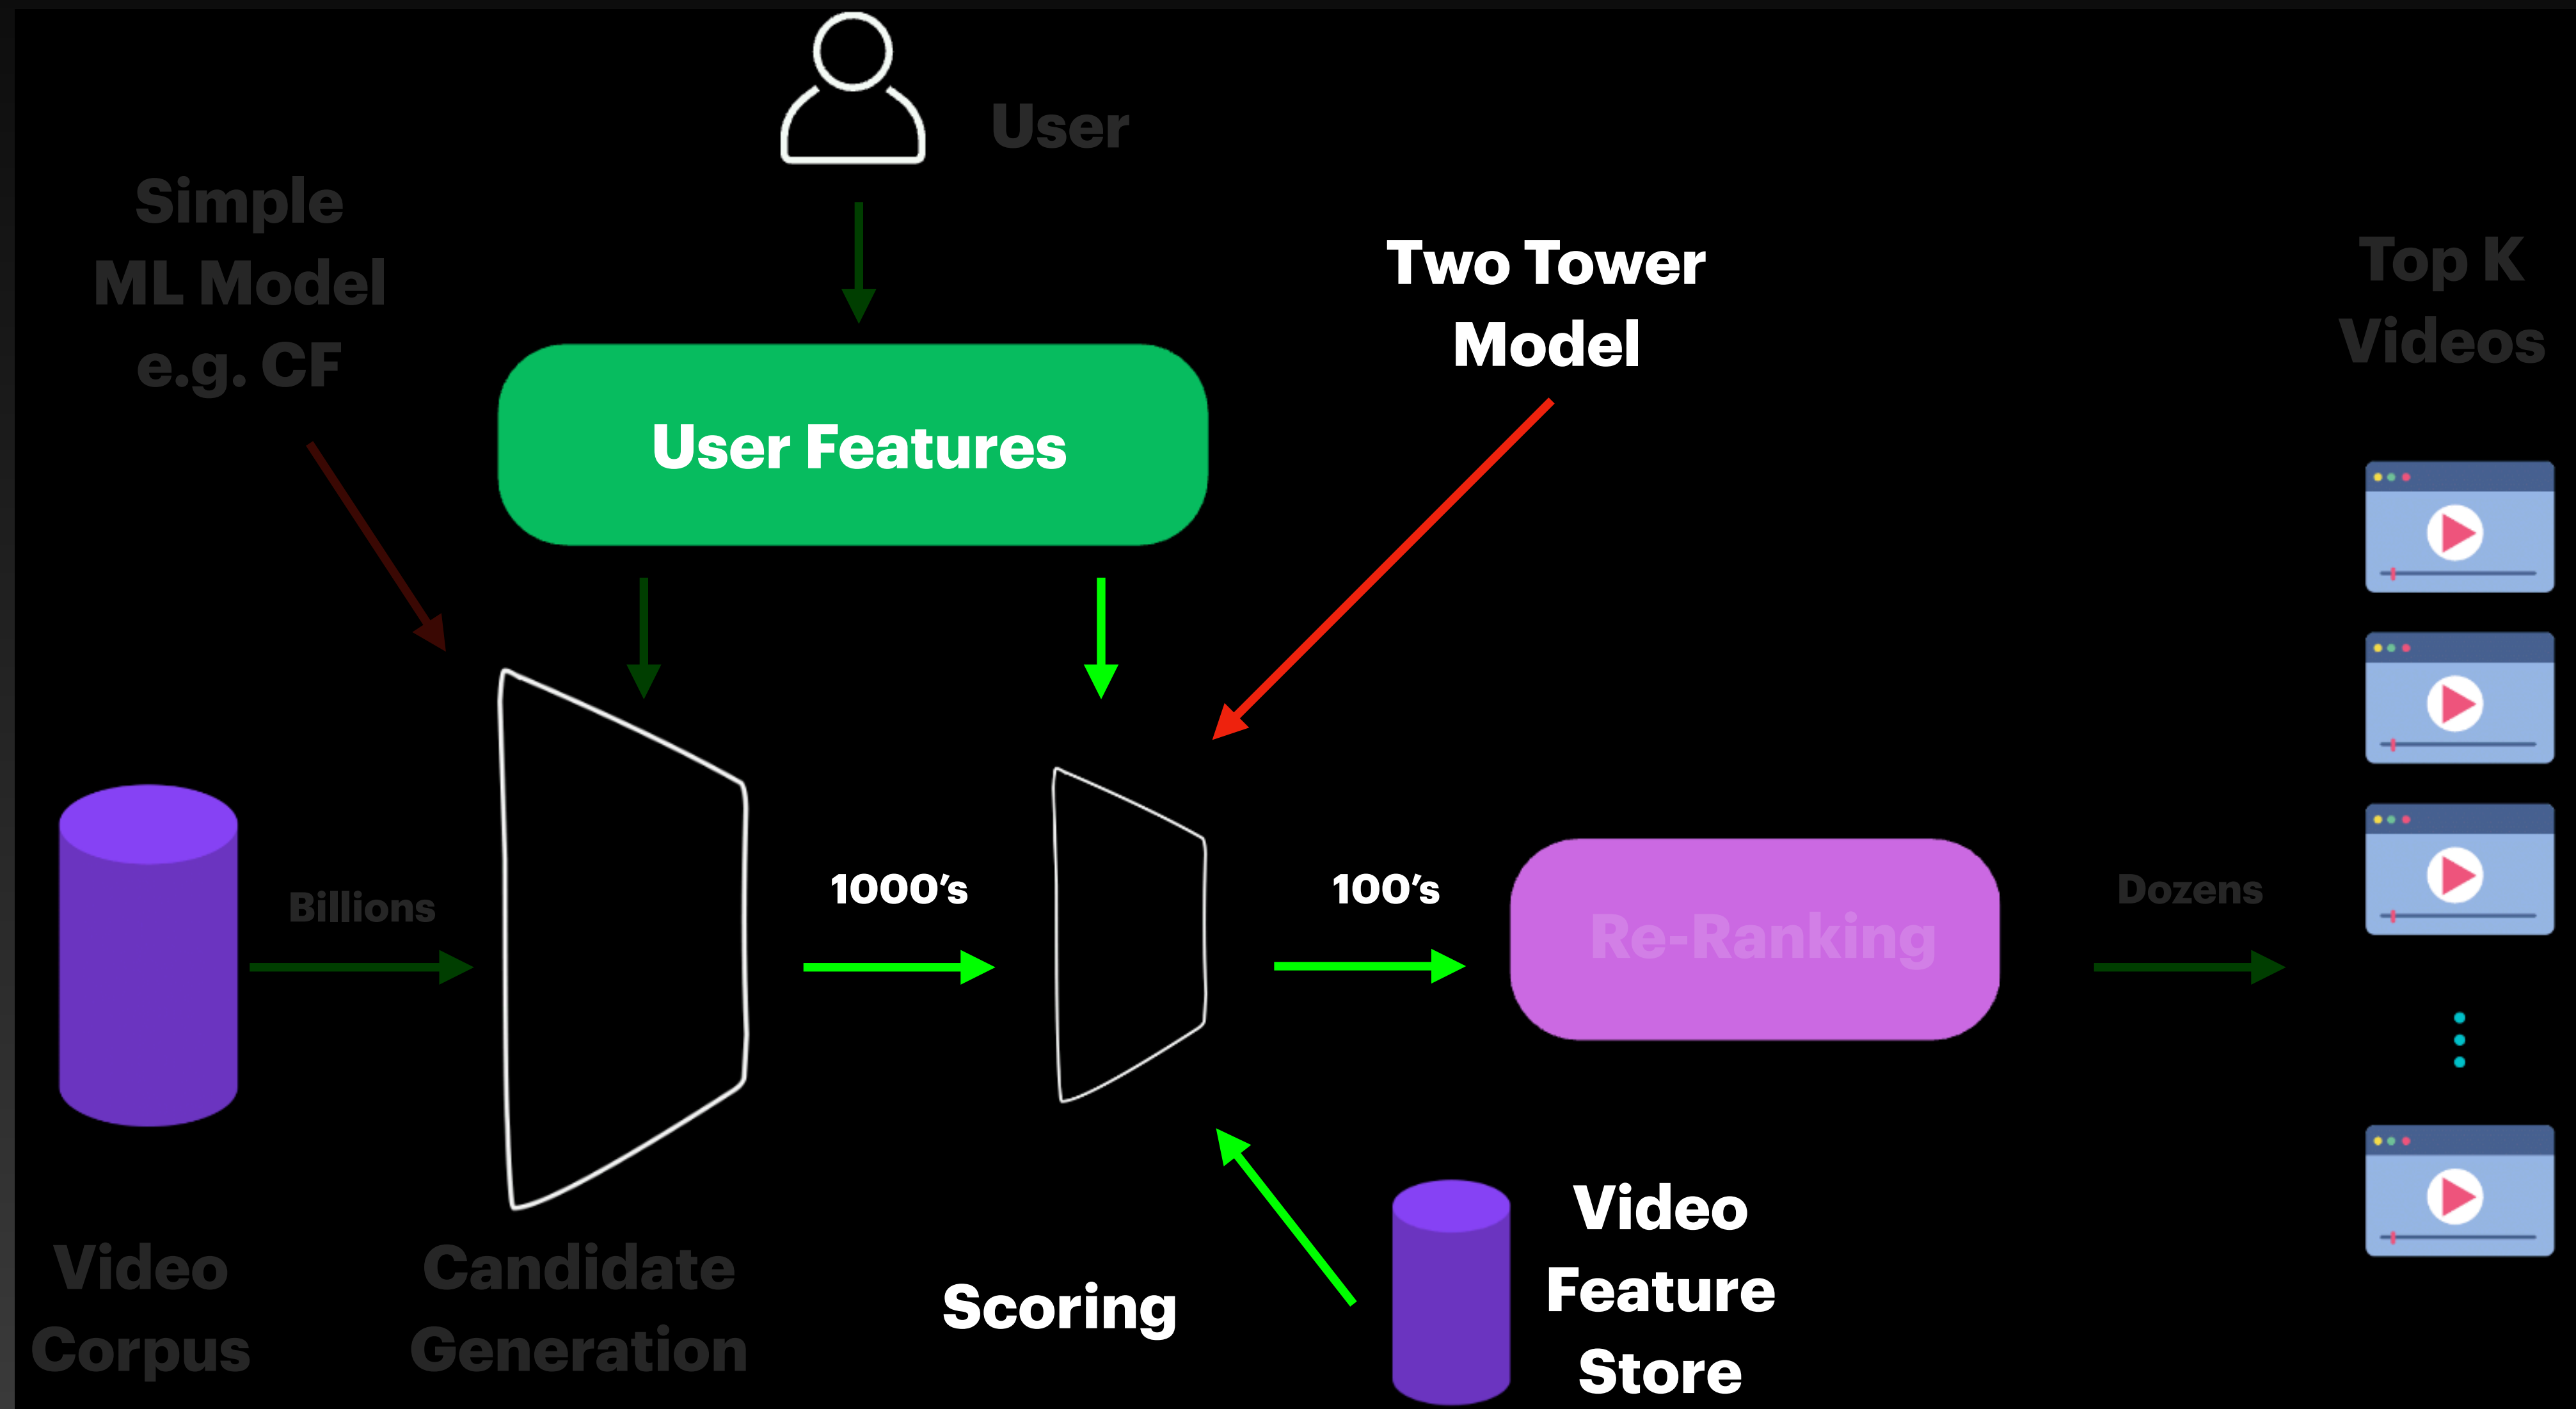 User
Simple
ML Model
e.g. CF
Two Tower
Model
Top K
Videos
User Features
Billions
1000’s
100’s
Re-Ranking
Dozens
Video
Corpus
Candidate
Generation
Scoring
Video
Feature
Store